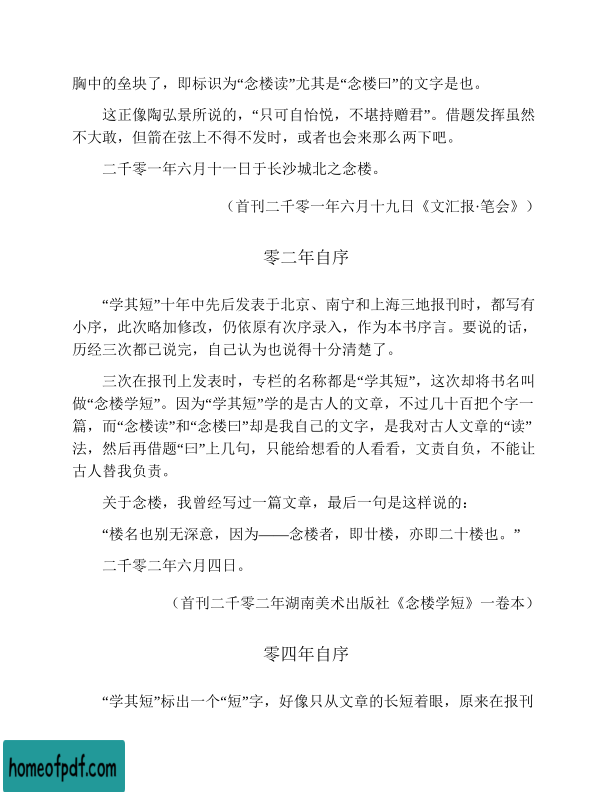 胸中的垒块了，即标识为“念楼读”尤其是“念楼曰”的文字是也。
这正像陶弘景所说的，“只可自怡悦，不堪持赠君”。借题发挥虽然
不大敢，但箭在弦上不得不发时，或者也会来那么两下吧。
二千零一年六月十一日于长沙城北之念楼。
（首刊二千零一年六月十九日《文汇报·笔会》）
零二年自序
“学其短”十年中先后发表于北京、南宁和上海三地报刊时，都写有
小序，此次略加修改，仍依原有次序录入，作为本书序言。要说的话，
历经三次都已说完，自己认为也说得十分清楚了。
三次在报刊上发表时，专栏的名称都是“学其短”，这次却将书名叫
做“念楼学短”。因为“学其短”学的是古人的文章，不过几十百把个字一
篇，而“念楼读”和“念楼曰”却是我自己的文字，是我对古人文章的“读”
法，然后再借题“曰”上几句，只能给想看的人看看，文责自负，不能让
古人替我负责。
关于念楼，我曾经写过一篇文章，最后一句是这样说的：
“楼名也别无深意，因为——念楼者，即廿楼，亦即二十楼也。”
二千零二年六月四日。
（首刊二千零二年湖南美术出版社《念楼学短》一卷本）
零四年自序
“学其短”标出一个“短”字，好像只从文章的长短着眼，原来在报刊
homeofpdf.com